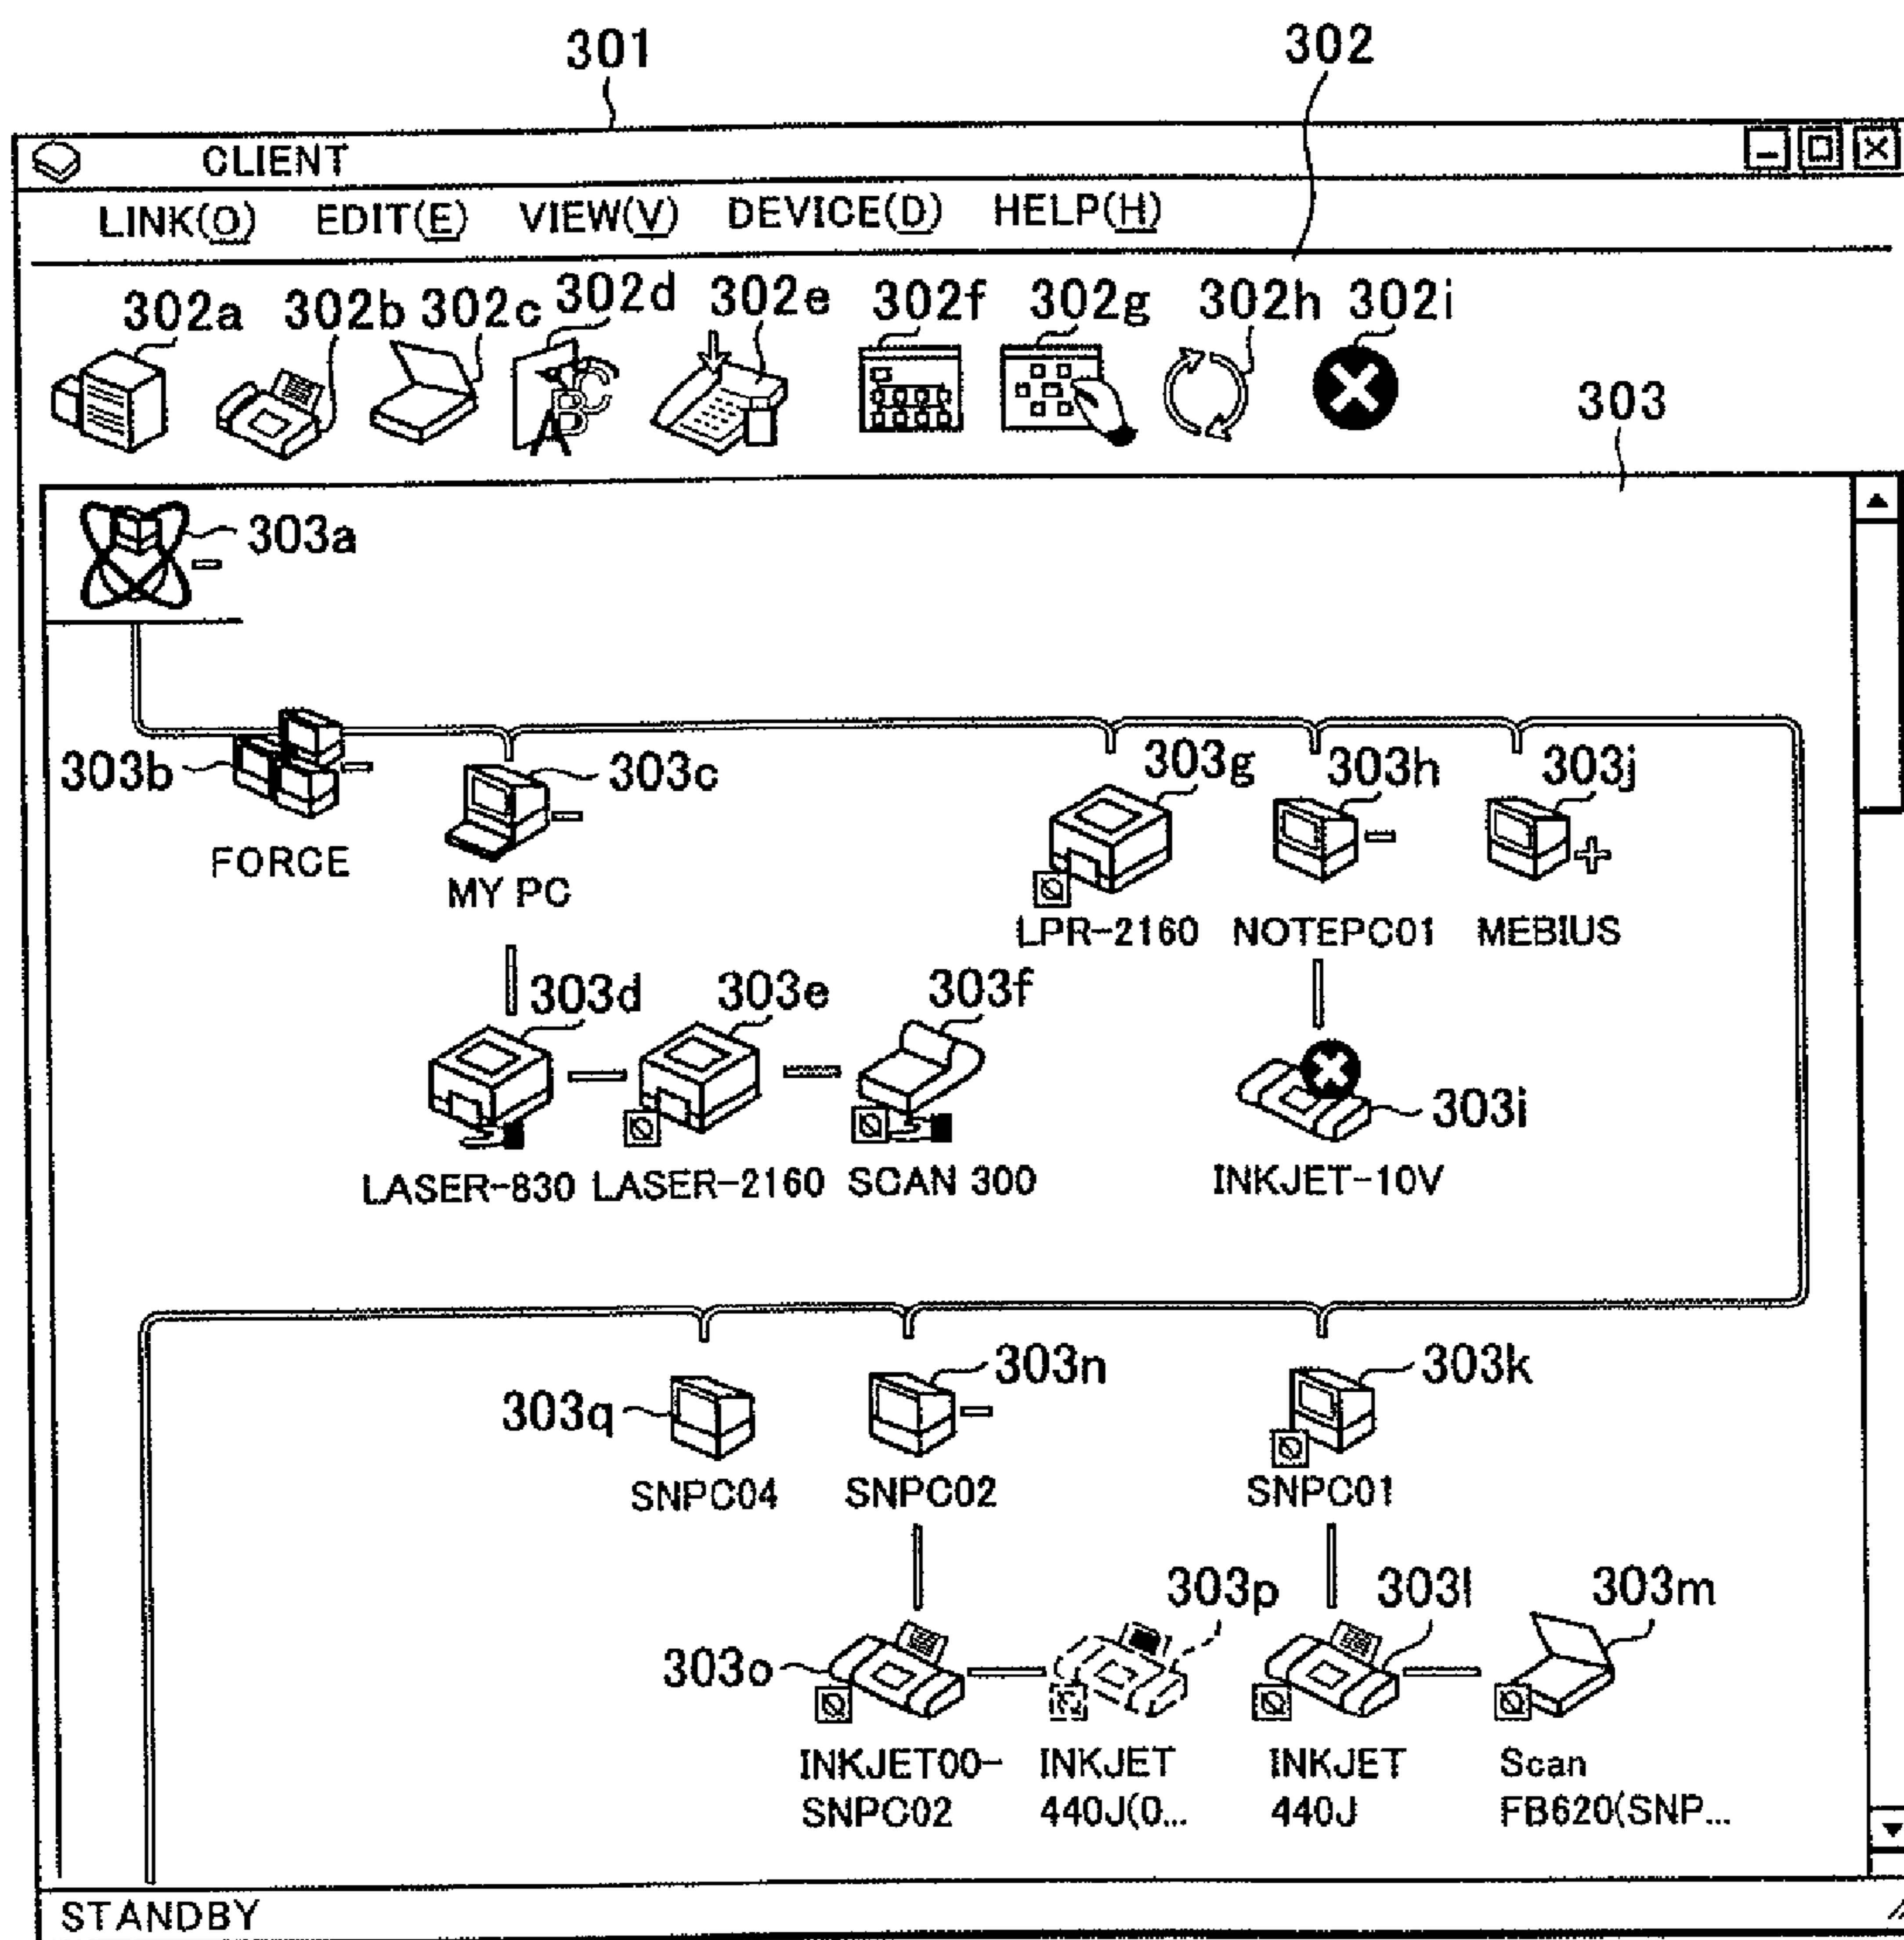 301
302
CLIENT
LINK(O) EDIT(E) VIEW(V) DEVICE(D) HELP(H)
302a 302b 302c 302d 302e 302f 302g 302h 302i
ABC
303
303a
303b 303c 303g 303h 303j
FORCE
MY PC
LPR-2160 NOTEPC01 MEBIUS
303d 303e 303f
303i
LASER-830 LASER-2160 SCAN 300 INKJET-10V
303q 303n 303k
SNPC04 SNPC02 SNPC01
303o 303p 303l 303m
INKJET00- INKJET INKJET Scan
SNPC02 440J(0... 440J FB620(SNP...
STANDBY